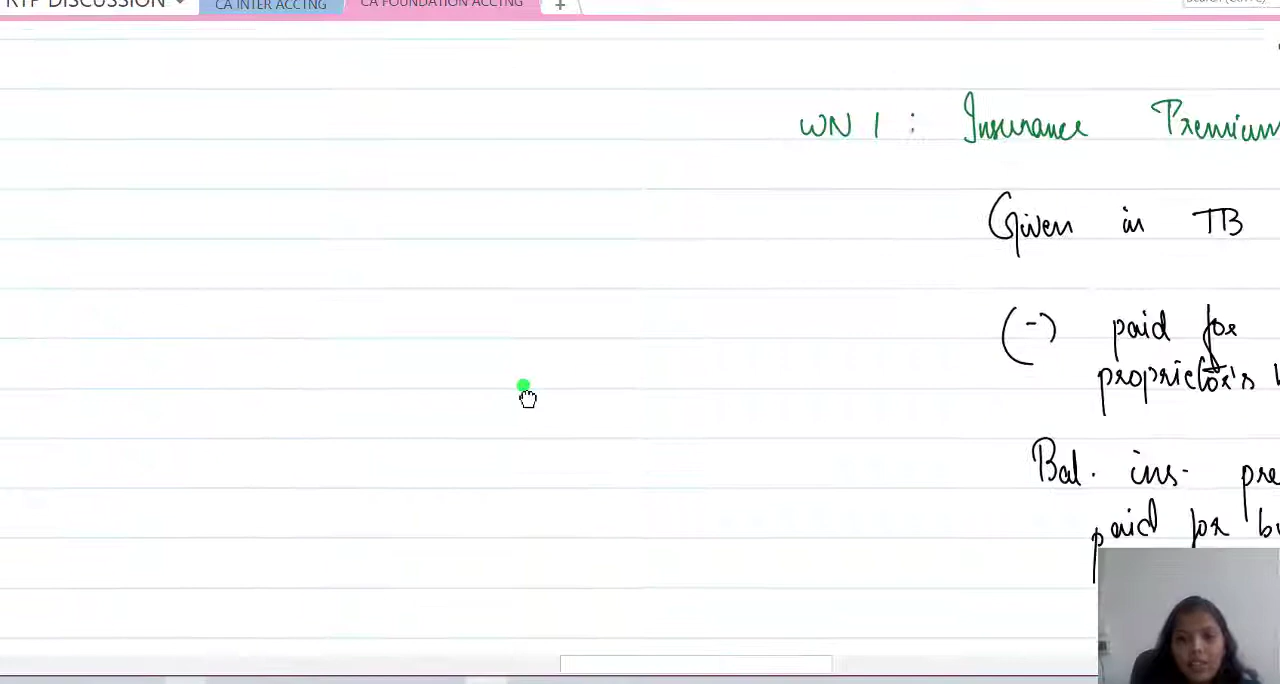 RTP DISCUSSION
CA INTER ACCTNG
CA FOUNDATION ACCTNG
+
WN 1 : Insurance Premium
Given in TB
(-) paid for
proprietor's
Bal. ins. pre
paid for